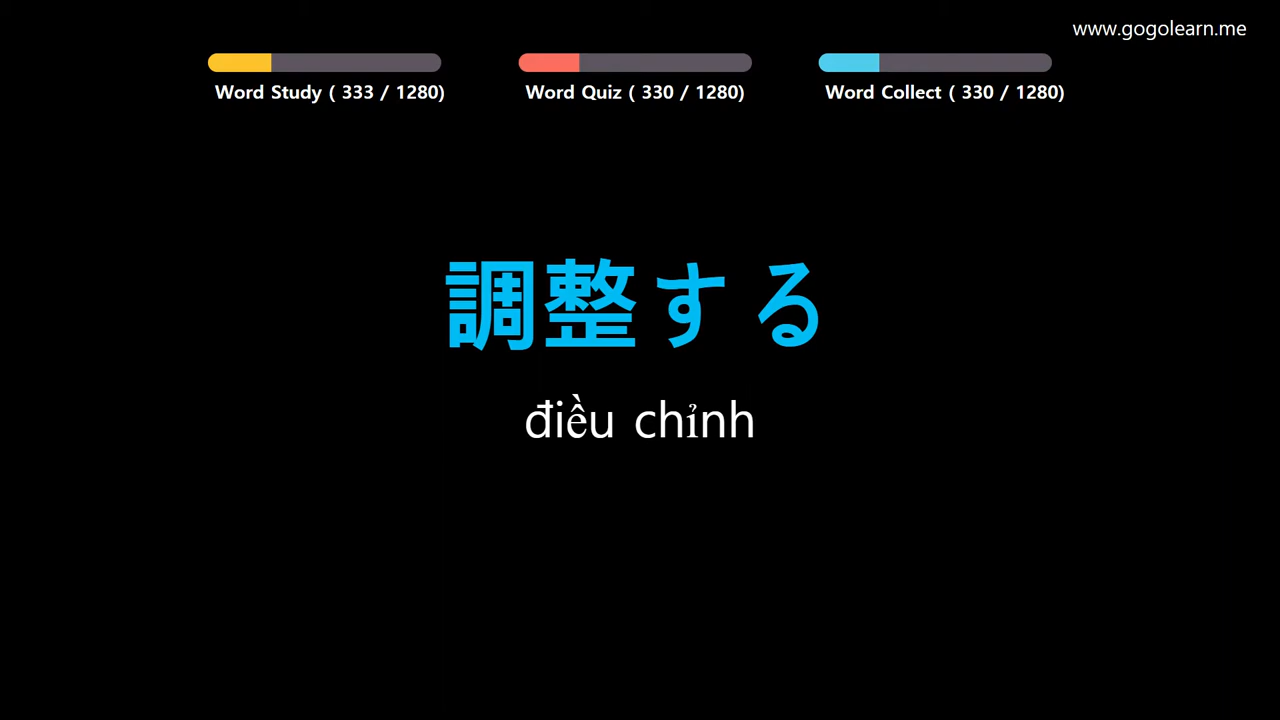 www.gogolearn.me
Word Study ( 333 / 1280)
Word Quiz ( 330 / 1280)
Word Collect ( 330 / 1280)
調整する
điều chỉnh